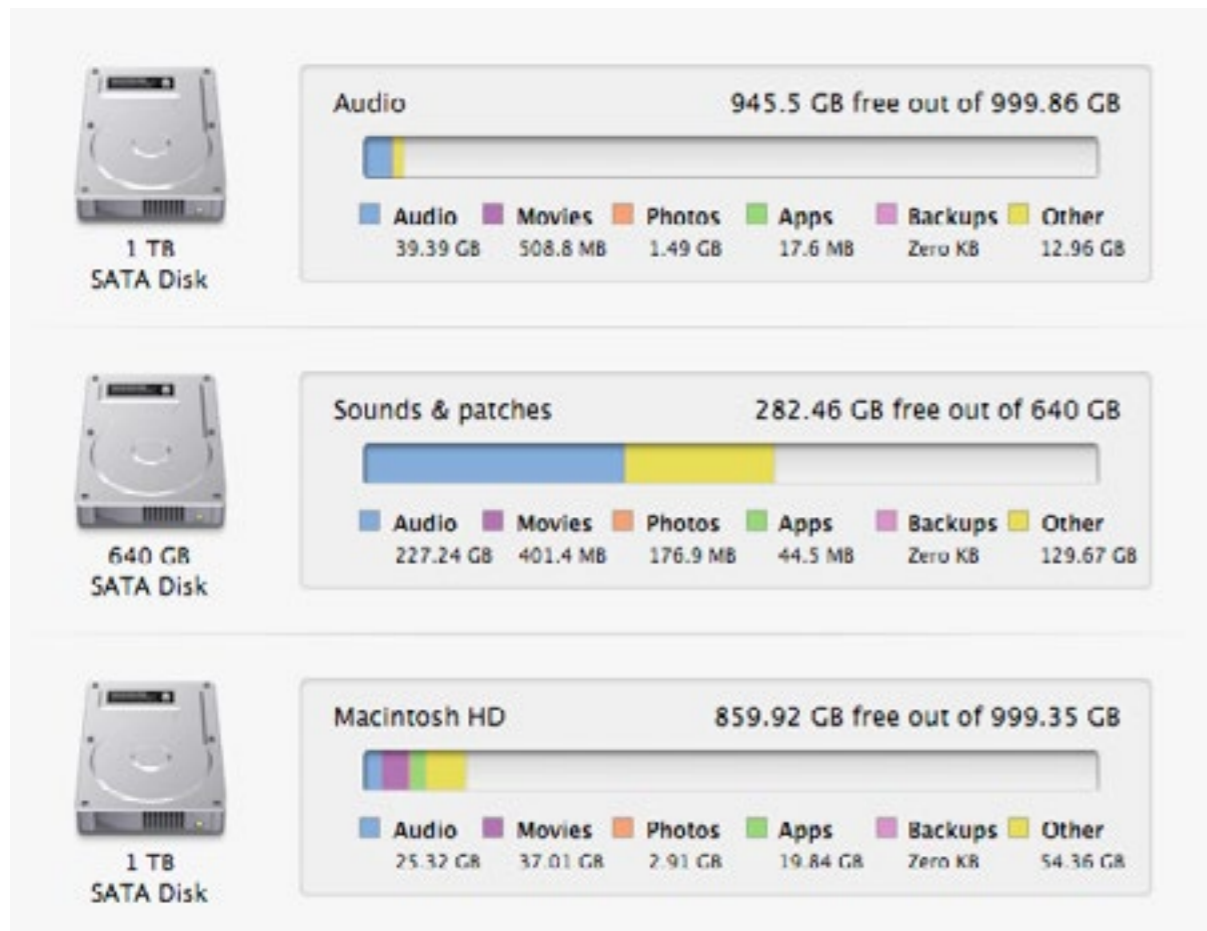 Audio 945.5 GB free out of 999.86 GB
Audio Movies Photos Apps Backups Other
39.39 GB 508.8 MB 1.49 GB 17.6 MB Zero KB 12.96 GB
1 TB
SATA Disk
Sounds & patches 282.46 GB free out of 640 GB
Audio Movies Photos Apps Backups Other
227.24 GB 401.4 MB 176.9 MB 44.5 MB Zero KB 129.67 GB
640 GB
SATA Disk
Macintosh HD 859.92 GB free out of 999.35 GB
Audio Movies Photos Apps Backups Other
25.32 GB 37.01 GB 2.91 GB 19.84 GB Zero KB 54.36 GB
1 TB
SATA Disk